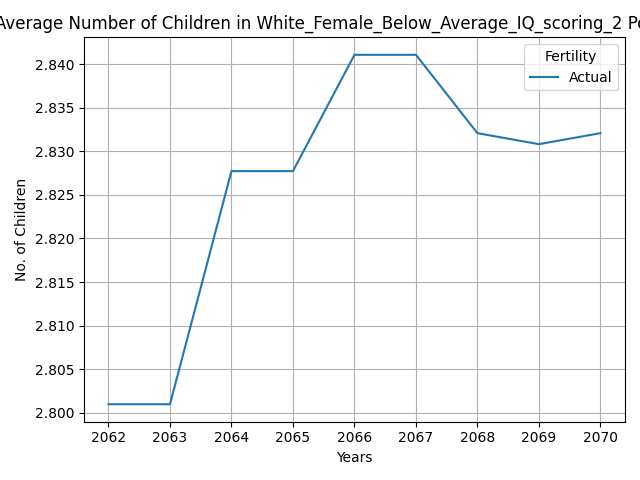 Average Number of Children in White_Female_Below_Average_IQ_scoring_2 Po
Fertility
Actual
2.840
2.835
2.830
2.825
2.820
2.815
2.810
2.805
2.800
No. of Children
2062 2063 2064 2065 2066 2067 2068 2069 2070
Years